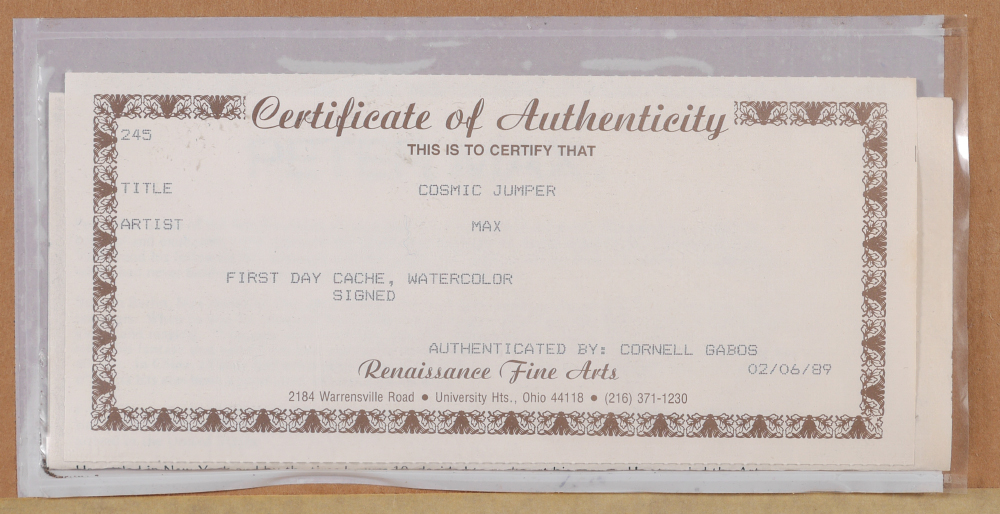 Certificate of Authenticity
245
THIS IS TO CERTIFY THAT
TITLE COSMIC JUMPER
ARTIST MAX
FIRST DAY CACHE, WATERCOLOR
SIGNED
AUTHENTICATED BY: CORNELL GABOS
Renaissance Fine Arts 02/06/89
2184 Warrensville Road • University Hts., Ohio 44118 • (216) 371-1230